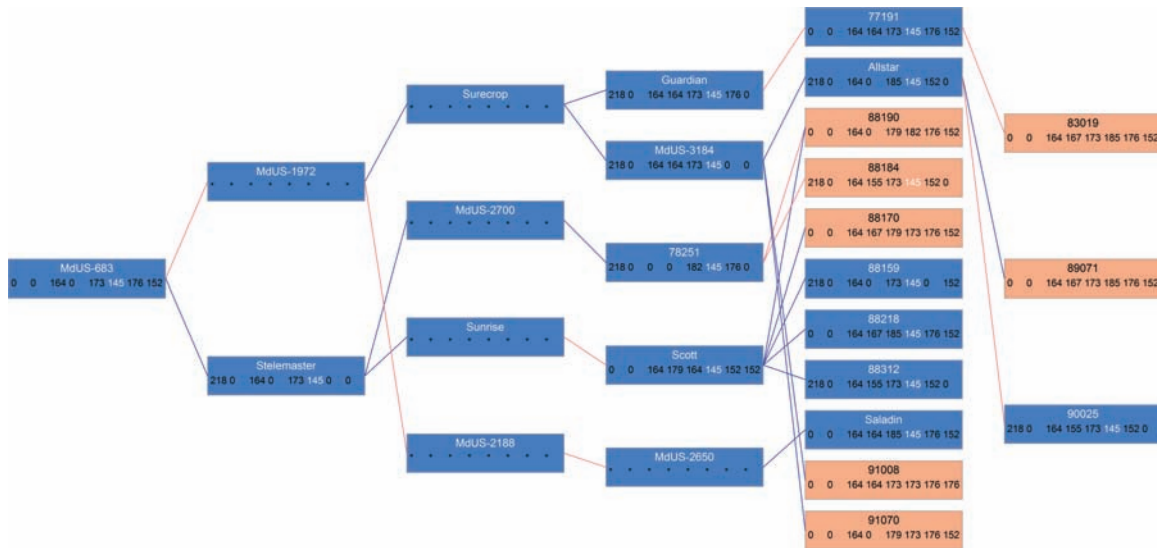 MdUS-683
0 0 164 0 173 145 176 152
MdUS-1972
* * * * * * * *
Stelemaster
218 0 164 0 173 145 0 0
Surecrop
* * * * * * * *
MdUS-2700
* * * * * * * *
Sunrise
* * * * * * * *
MdUS-2188
* * * * * * * *
Guardian
218 0 164 164 173 145 176 0
MdUS-3184
218 0 164 164 173 145 0 0
78251
218 0 0 0 182 145 176 0
Scott
0 0 164 179 164 145 152 152
MdUS-2650
* * * * * * * *
77191
0 0 164 164 173 145 176 152
Allstar
218 0 164 0 185 145 152 0
88190
0 0 164 0 179 182 176 152
88184
218 0 164 155 173 145 152 0
88170
0 0 164 167 179 173 176 152
88159
218 0 164 0 173 145 0 152
88218
0 0 164 167 185 145 176 152
88312
218 0 164 155 173 145 152 0
Saladin
0 0 164 164 185 145 176 152
91008
0 0 164 164 173 173 176 176
91070
0 0 164 0 179 173 176 152
83019
0 0 164 167 173 185 176 152
89071
0 0 164 167 173 185 176 152
90025
218 0 164 155 173 145 152 0